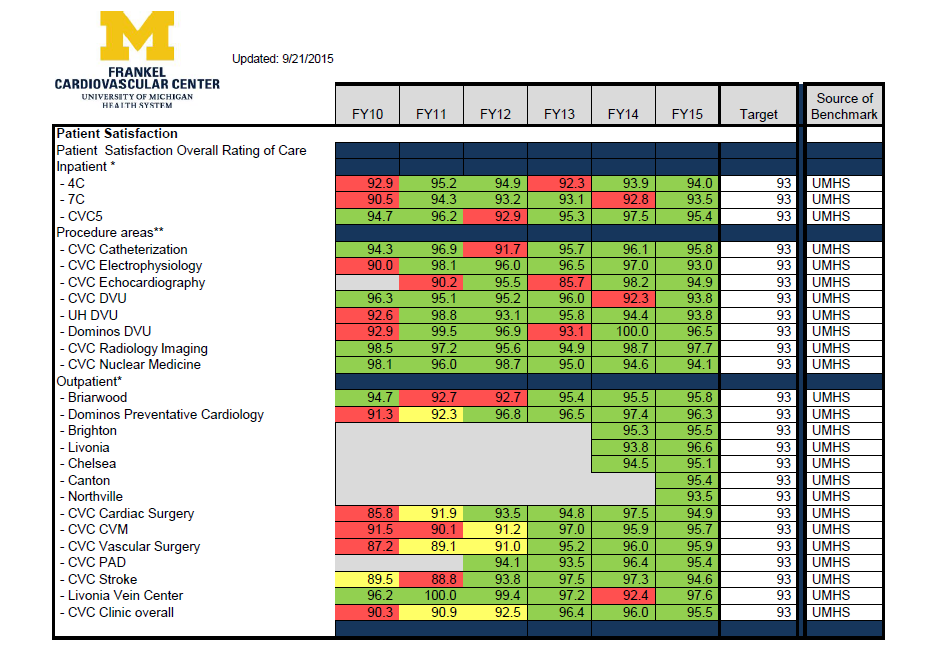 M
Updated: 9/21/2015
FRANKEL
CARDIOVASCULAR CENTER
UNIVERSITY OF MICHIGAN
HEALTH SYSTEM
FY10 FY11 FY12 FY13 FY14 FY15 Target Source of Benchmark
Patient Satisfaction
Patient Satisfaction Overall Rating of Care
Inpatient *
- 4C 92.9 95.2 94.9 92.3 93.9 94.0 93 UMHS
- 7C 90.5 94.3 93.2 93.1 92.8 93.5 93 UMHS
- CVC5 94.7 96.2 92.9 95.3 97.5 95.4 93 UMHS
Procedure areas**
- CVC Catheterization 94.3 96.9 91.7 95.7 96.1 95.8 93 UMHS
- CVC Electrophysiology 90.0 98.1 96.0 96.5 97.0 93.0 93 UMHS
- CVC Echocardiography 90.2 95.5 85.7 98.2 94.9 93 UMHS
- CVC DVU 96.3 95.1 95.2 96.0 92.3 93.8 93 UMHS
- UH DVU 92.6 98.8 93.1 95.8 94.4 93.8 93 UMHS
- Dominos DVU 92.9 99.5 96.9 93.1 100.0 96.5 93 UMHS
- CVC Radiology Imaging 98.5 97.2 95.6 94.9 98.7 97.7 93 UMHS
- CVC Nuclear Medicine 98.1 96.0 98.7 95.0 94.6 94.1 93 UMHS
Outpatient*
- Briarwood 94.7 92.7 92.7 95.4 95.5 95.8 93 UMHS
- Dominos Preventative Cardiology 91.3 92.3 96.8 96.5 97.4 96.3 93 UMHS
- Brighton 95.3 95.5 93 UMHS
- Livonia 93.8 96.6 93 UMHS
- Chelsea 94.5 95.1 93 UMHS
- Canton 95.4 93 UMHS
- Northville 93.5 93 UMHS
- CVC Cardiac Surgery 85.8 91.9 93.5 94.8 97.5 94.9 93 UMHS
- CVC CVM 91.5 90.1 91.2 97.0 95.9 95.7 93 UMHS
- CVC Vascular Surgery 87.2 89.1 91.0 95.2 96.0 95.9 93 UMHS
- CVC PAD 94.1 93.5 96.4 95.4 93 UMHS
- CVC Stroke 89.5 88.8 93.8 97.5 97.3 94.6 93 UMHS
- Livonia Vein Center 96.2 100.0 99.4 97.2 92.4 97.6 93 UMHS
- CVC Clinic overall 90.3 90.9 92.5 96.4 96.0 95.5 93 UMHS